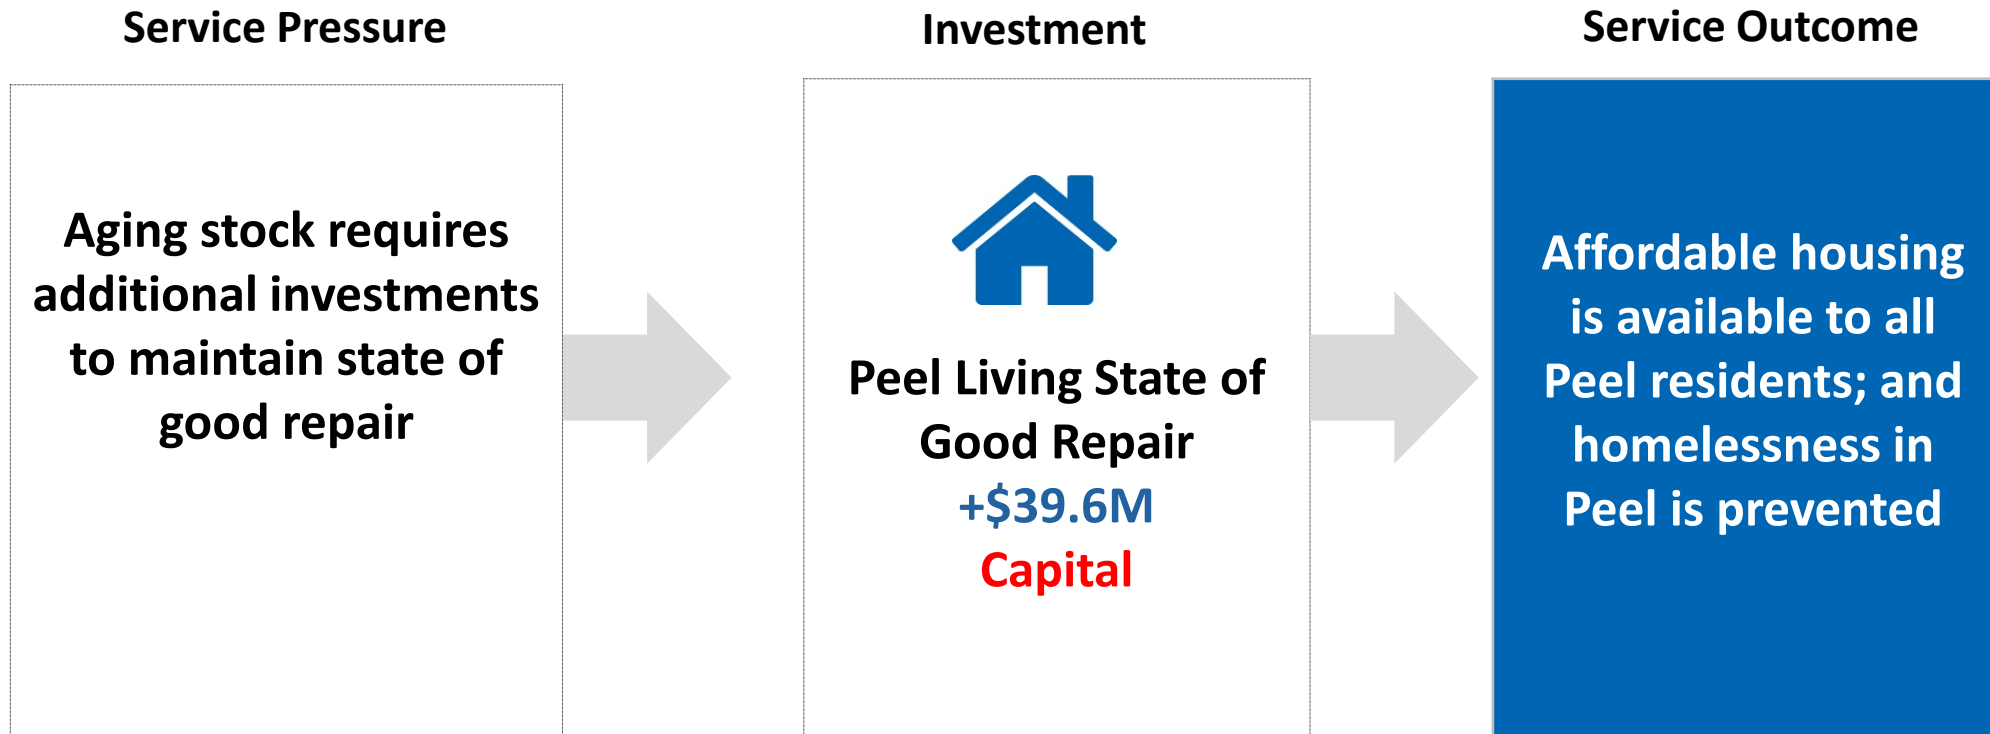 Service Pressure
Aging stock requires
additional investments
to maintain state of
good repair
Investment
Peel Living State of
Good Repair
+$39.6M
Capital
Service Outcome
Affordable housing
is available to all
Peel residents; and
homelessness in
Peel is prevented